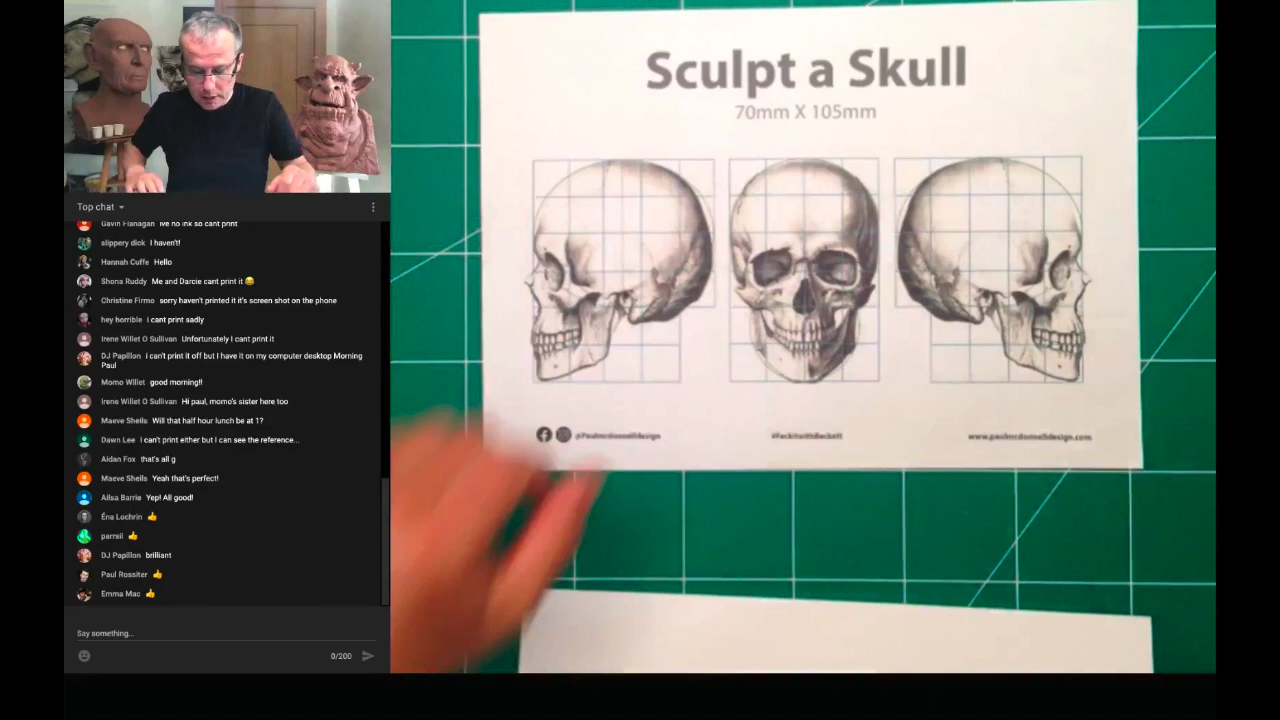 Top chat
Gavin Flanagan ive no ink so cant print
slippery dick I haven't!
Hannah Cuffe Hello
Shona Ruddy Me and Darcie cant print it 😂
Christine Firmo sorry haven't printed it it's screen shot on the phone
hey horrible i cant print sadly
Irene Willet O Sullivan Unfortunately I cant print it
DJ Papillon i can't print it off but I have it on my computer desktop Morning
Paul
Momo Willet good morning!!
Irene Willet O Sullivan Hi paul, momo's sister here too
Maeve Sheils Will that half hour lunch be at 1?
Dawn Lee i can't print either but I can see the reference...
Aidan Fox that's all g
Maeve Sheils Yeah that's perfect!
Ailsa Barrie Yep! All good!
Éna Lochrin 👍
parrsil 👍
DJ Papillon brilliant
Paul Rossiter 👍
Emma Mac 👍
Say something...
0/200
Sculpt a Skull
70mm X 105mm
@Paulmcdonnelldesign
#FeckitwithBeckett
www.paulmcdonnelldesign.com